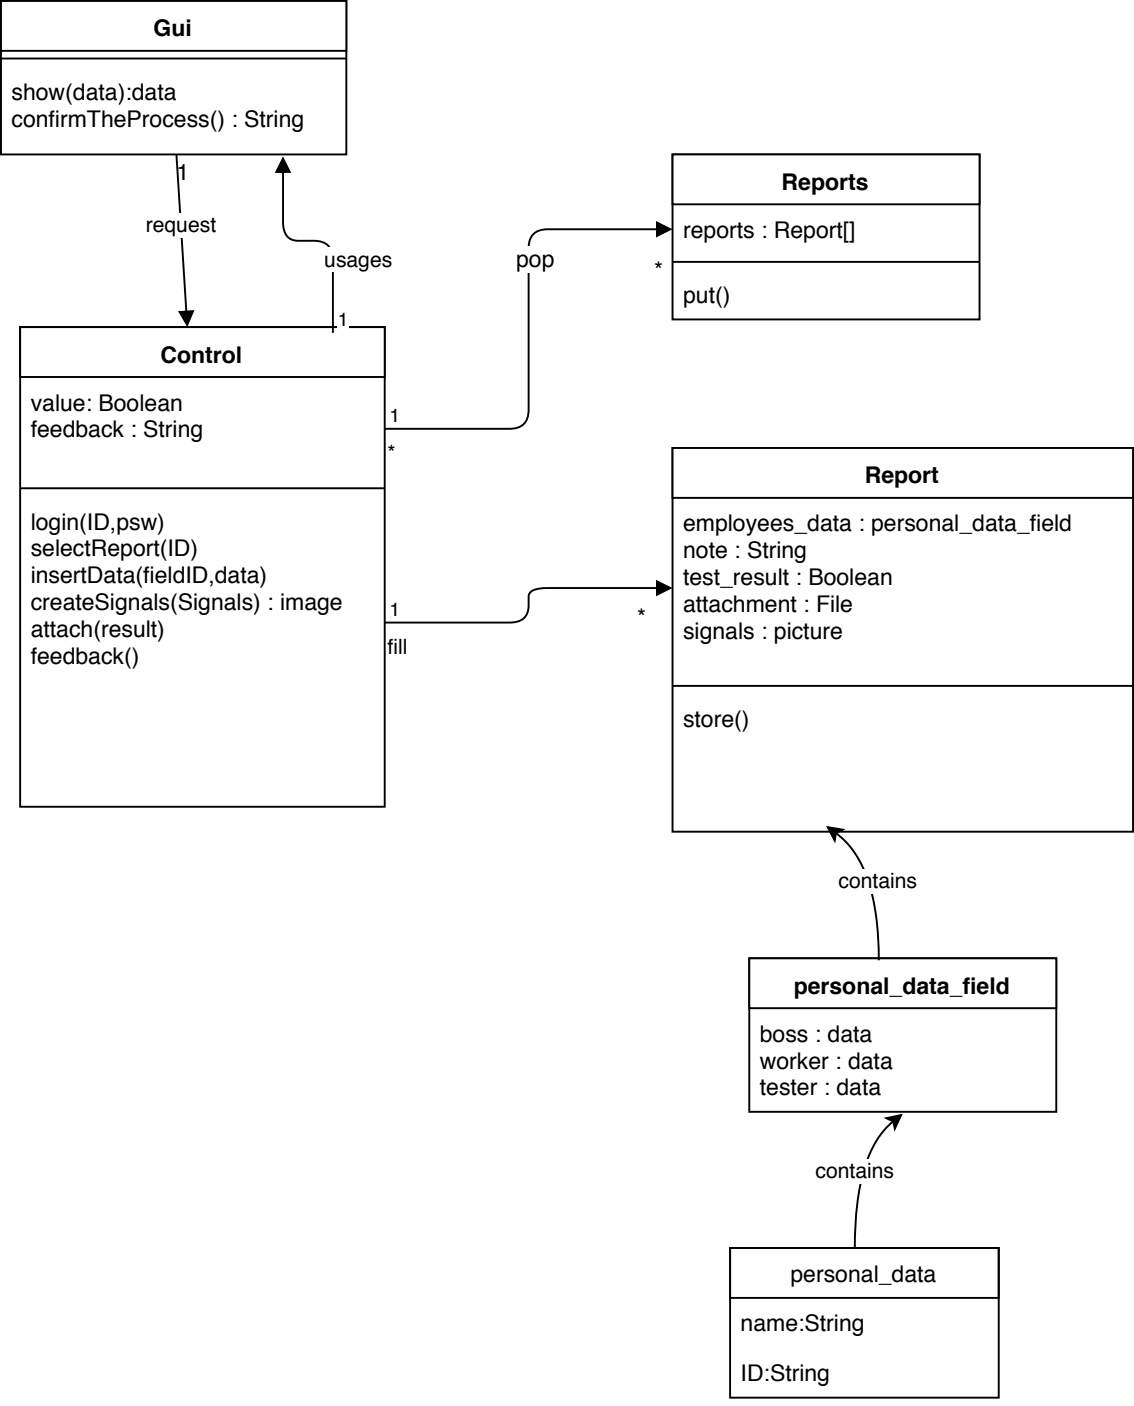 Gui
show(data):data
confirmTheProcess() : String
1
request
usages
1
Control
value: Boolean
feedback : String
login(ID,psw)
selectReport(ID)
insertData(fieldID,data)
createSignals(Signals) : image
attach(result)
feedback()
1
*
pop
*
Reports
reports : Report[]
put()
1
fill
*
Report
employees_data : personal_data_field
note : String
test_result : Boolean
attachment : File
signals : picture
store()
contains
personal_data_field
boss : data
worker : data
tester : data
contains
personal_data
name:String
ID:String